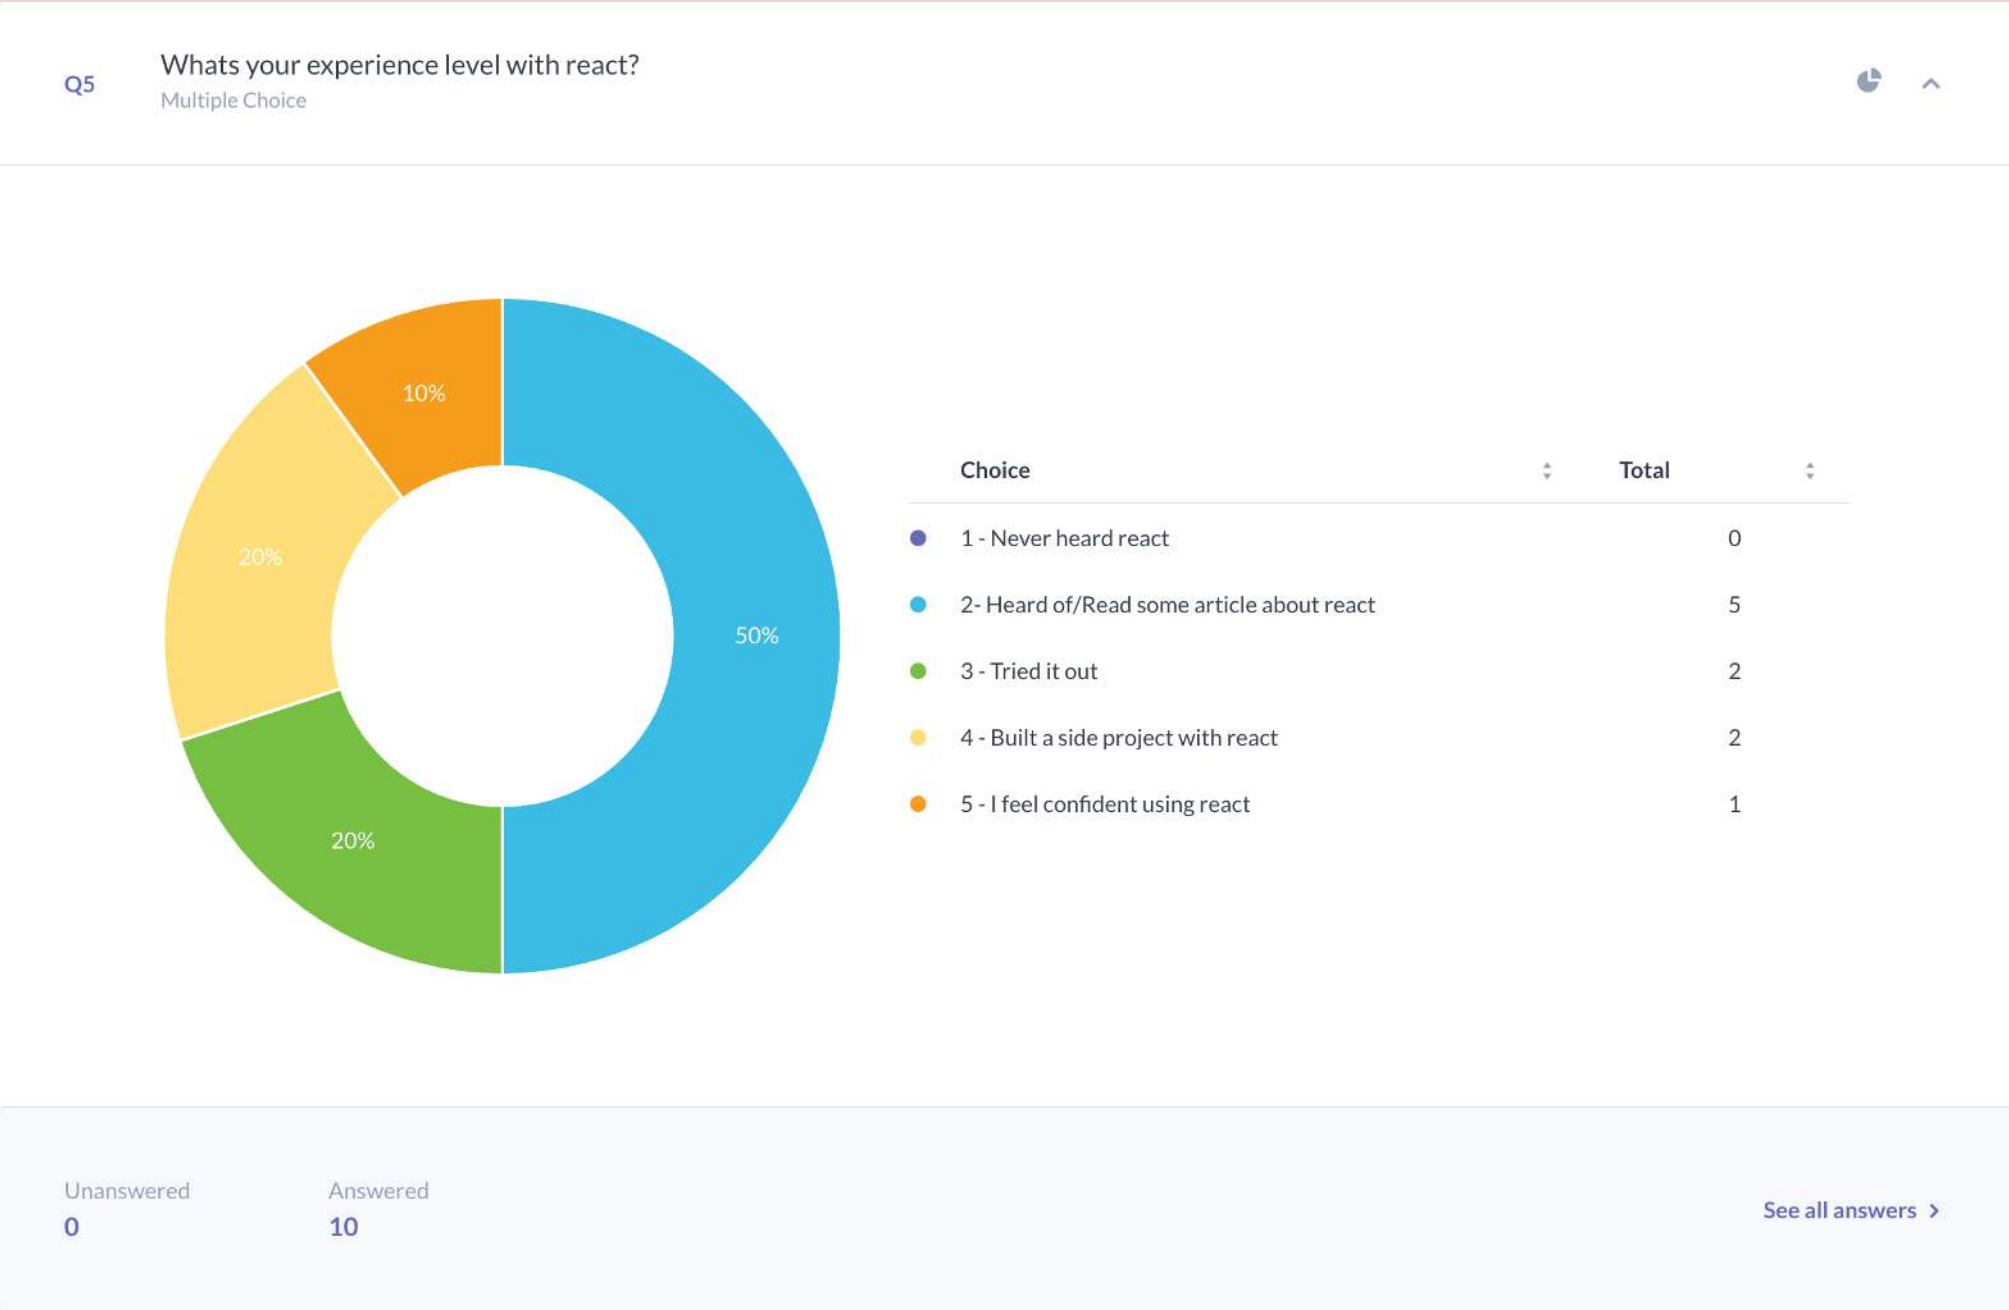 Q5
Whats your experience level with react?
Multiple Choice
10%
20%
50%
20%
Choice Total
1 - Never heard react 0
2- Heard of/Read some article about react 5
3 - Tried it out 2
4 - Built a side project with react 2
5 - I feel confident using react 1
Unanswered Answered
0 10
See all answers